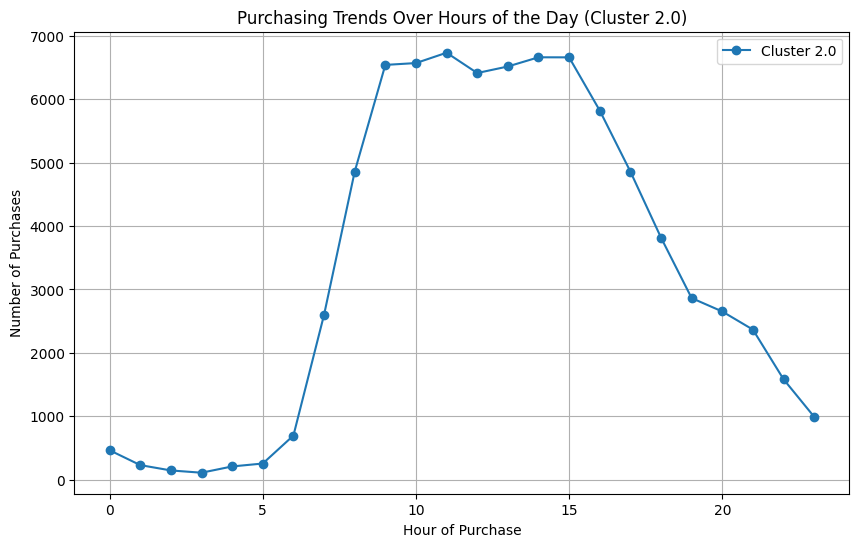 Purchasing Trends Over Hours of the Day (Cluster 2.0)
Cluster 2.0
Number of Purchases
7000
6000
5000
4000
3000
2000
1000
0
0 5 10 15 20
Hour of Purchase